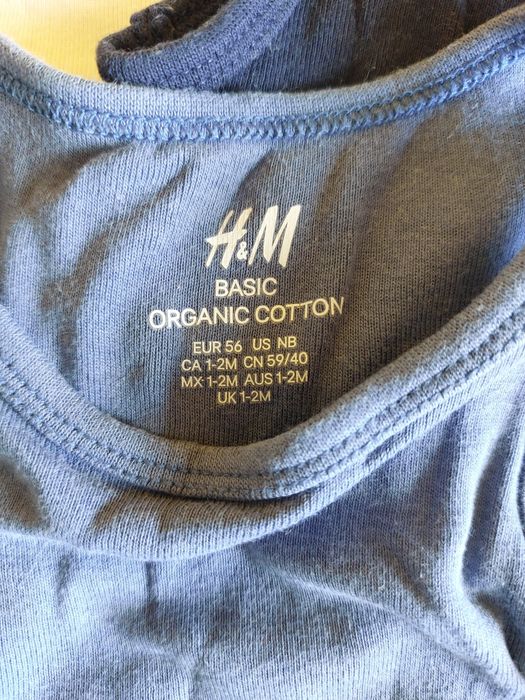 H&M
BASIC
ORGANIC COTTON
EUR 56 US NB
CA 1-2M CN 59/40
MX 1-2M AUS 1-2M
UK 1-2M